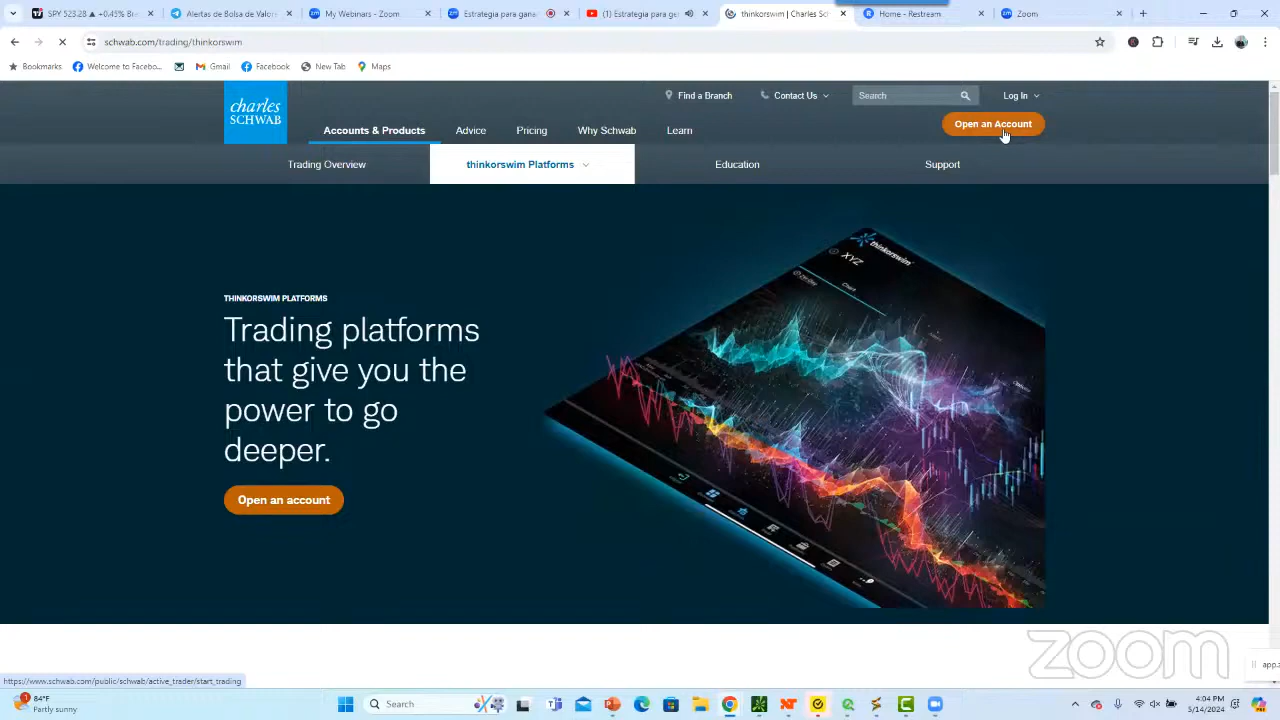 SPY 523.28 ▲ +0.45% B
Alertas de Bolsa de Valores
My Webinars - Zoom
Estrategia para ge
Estrategia para g
thinkorswim | Charles Sc
Home - Restream
Zoom
schwab.com/trading/thinkorswim
Bookmarks
Welcome to Facebo...
Gmail
Facebook
New Tab
Maps
charles
SCHWAB
Find a Branch
Contact Us
Search
Log In
Accounts & Products
Advice
Pricing
Why Schwab
Learn
Open an Account
Trading Overview
thinkorswim Platforms
Education
Support
thinkorswim
XYZ
Chart
THINKORSWIM PLATFORMS
Trading platforms
that give you the
power to go
deeper.
Open an account
zoom
app.
https://www.schwab.com/public/schwab/active_trader/start_trading
84°F
Partly sunny
Search
4:04 PM
5/14/2024